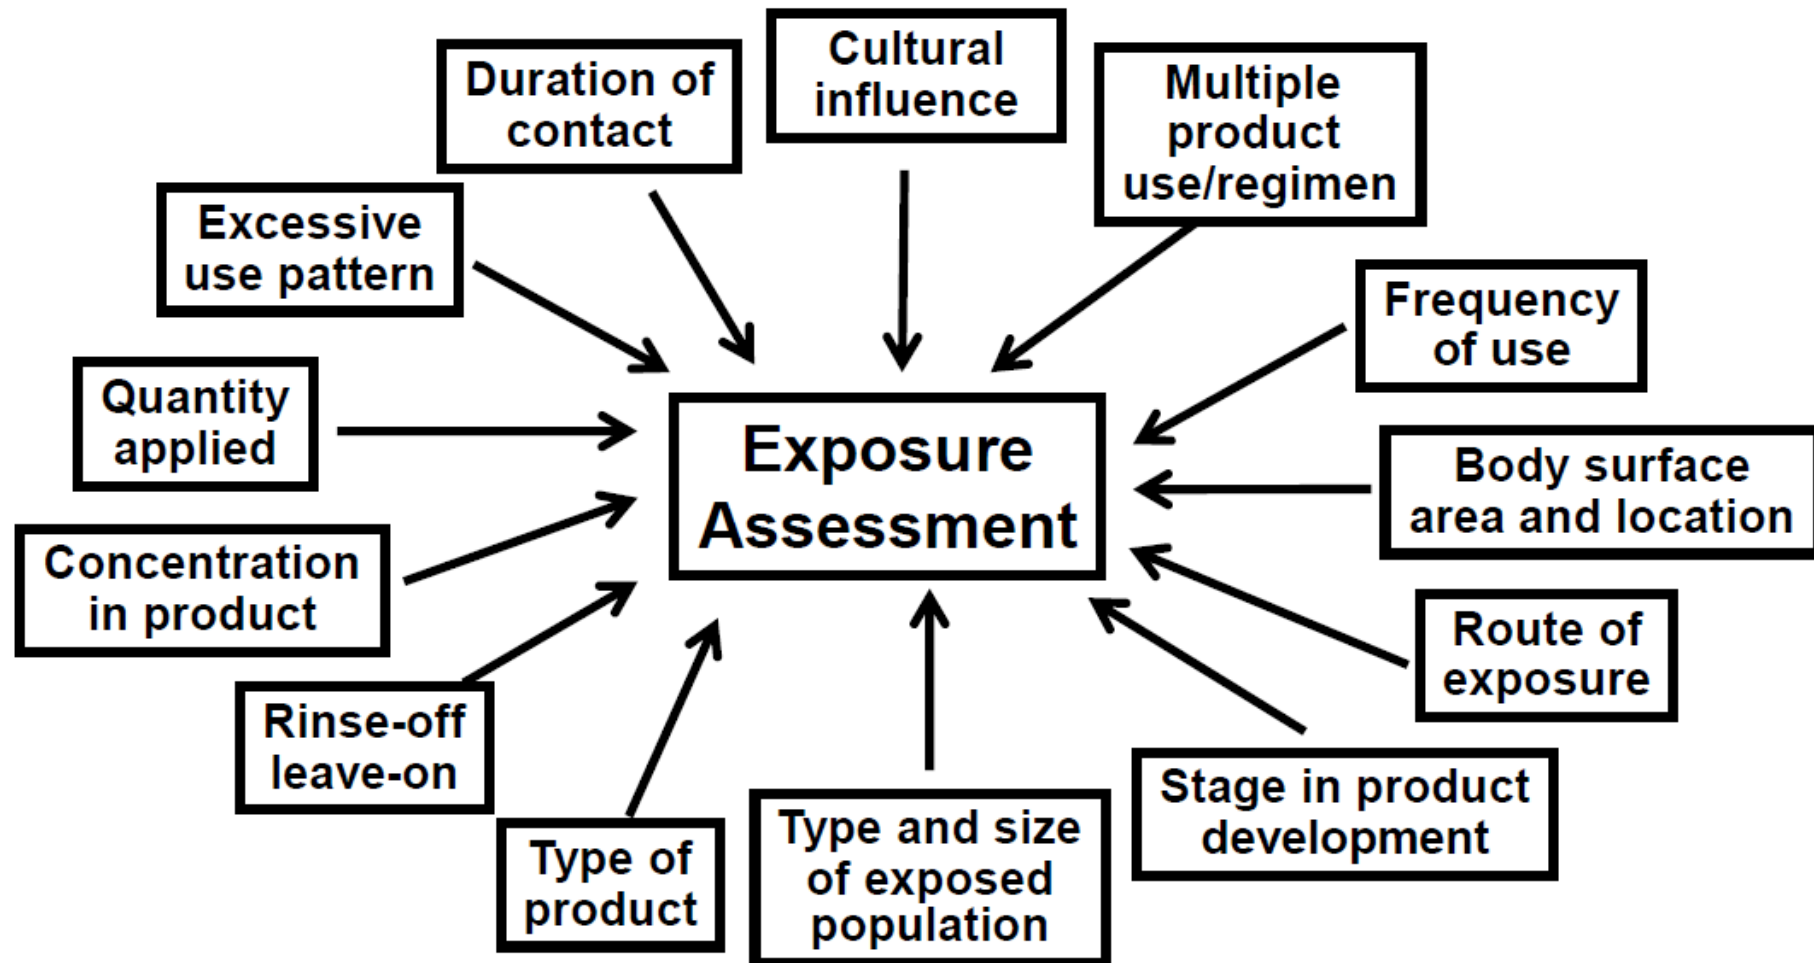 Cultural
influence
Duration of
contact
Multiple
product
use/regimen
Excessive
use pattern
Frequency
of use
Quantity
applied
Exposure
Assessment
Body surface
area and location
Concentration
in product
Route of
exposure
Rinse-off
leave-on
Stage in product
development
Type of
product
Type and size
of exposed
population